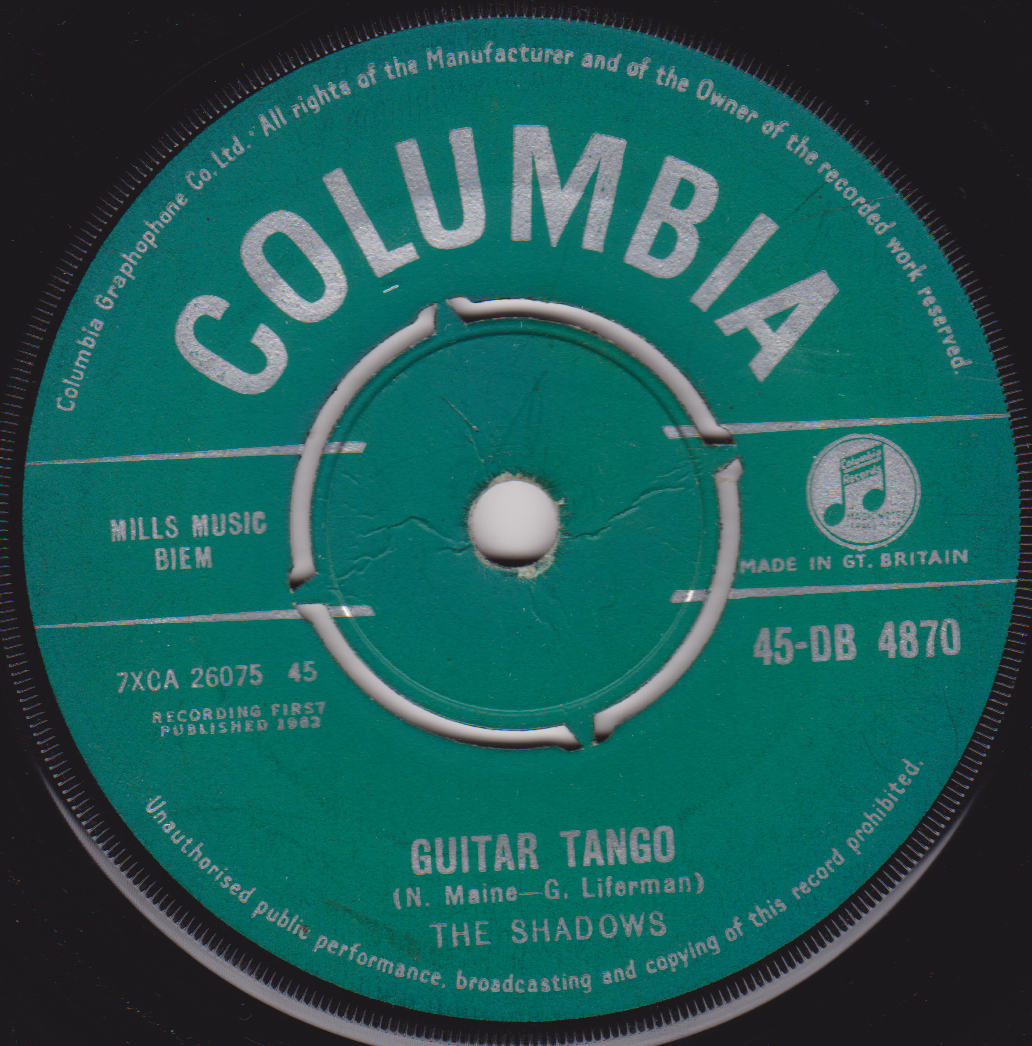 Columbia Graphophone Co. Ltd. · All rights of the Manufacturer and of the Owner of the recorded work reserved.
COLUMBIA
MILLS MUSIC
BIEM
Columbia
Records
MADE IN GT. BRITAIN
45-DB 4870
7XCA 26075 45
RECORDING FIRST
PUBLISHED 1962
GUITAR TANGO
(N. Maine—G. Liferman)
THE SHADOWS
Unauthorised public performance, broadcasting and copying of this record prohibited.